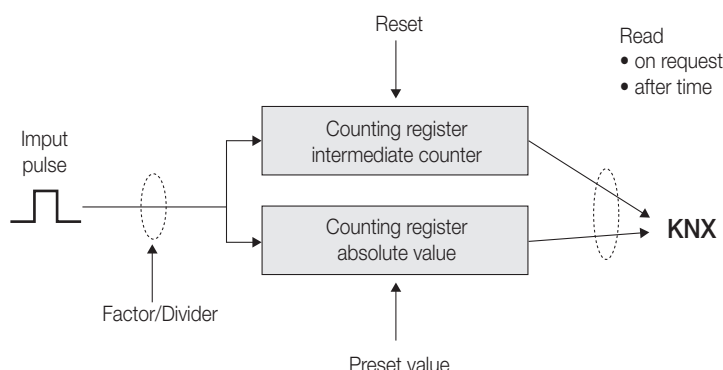 Reset
Read
• on request
• after time
Imput
pulse
Counting register
intermediate counter
Counting register
absolute value
KNX
Factor/Divider
Preset value